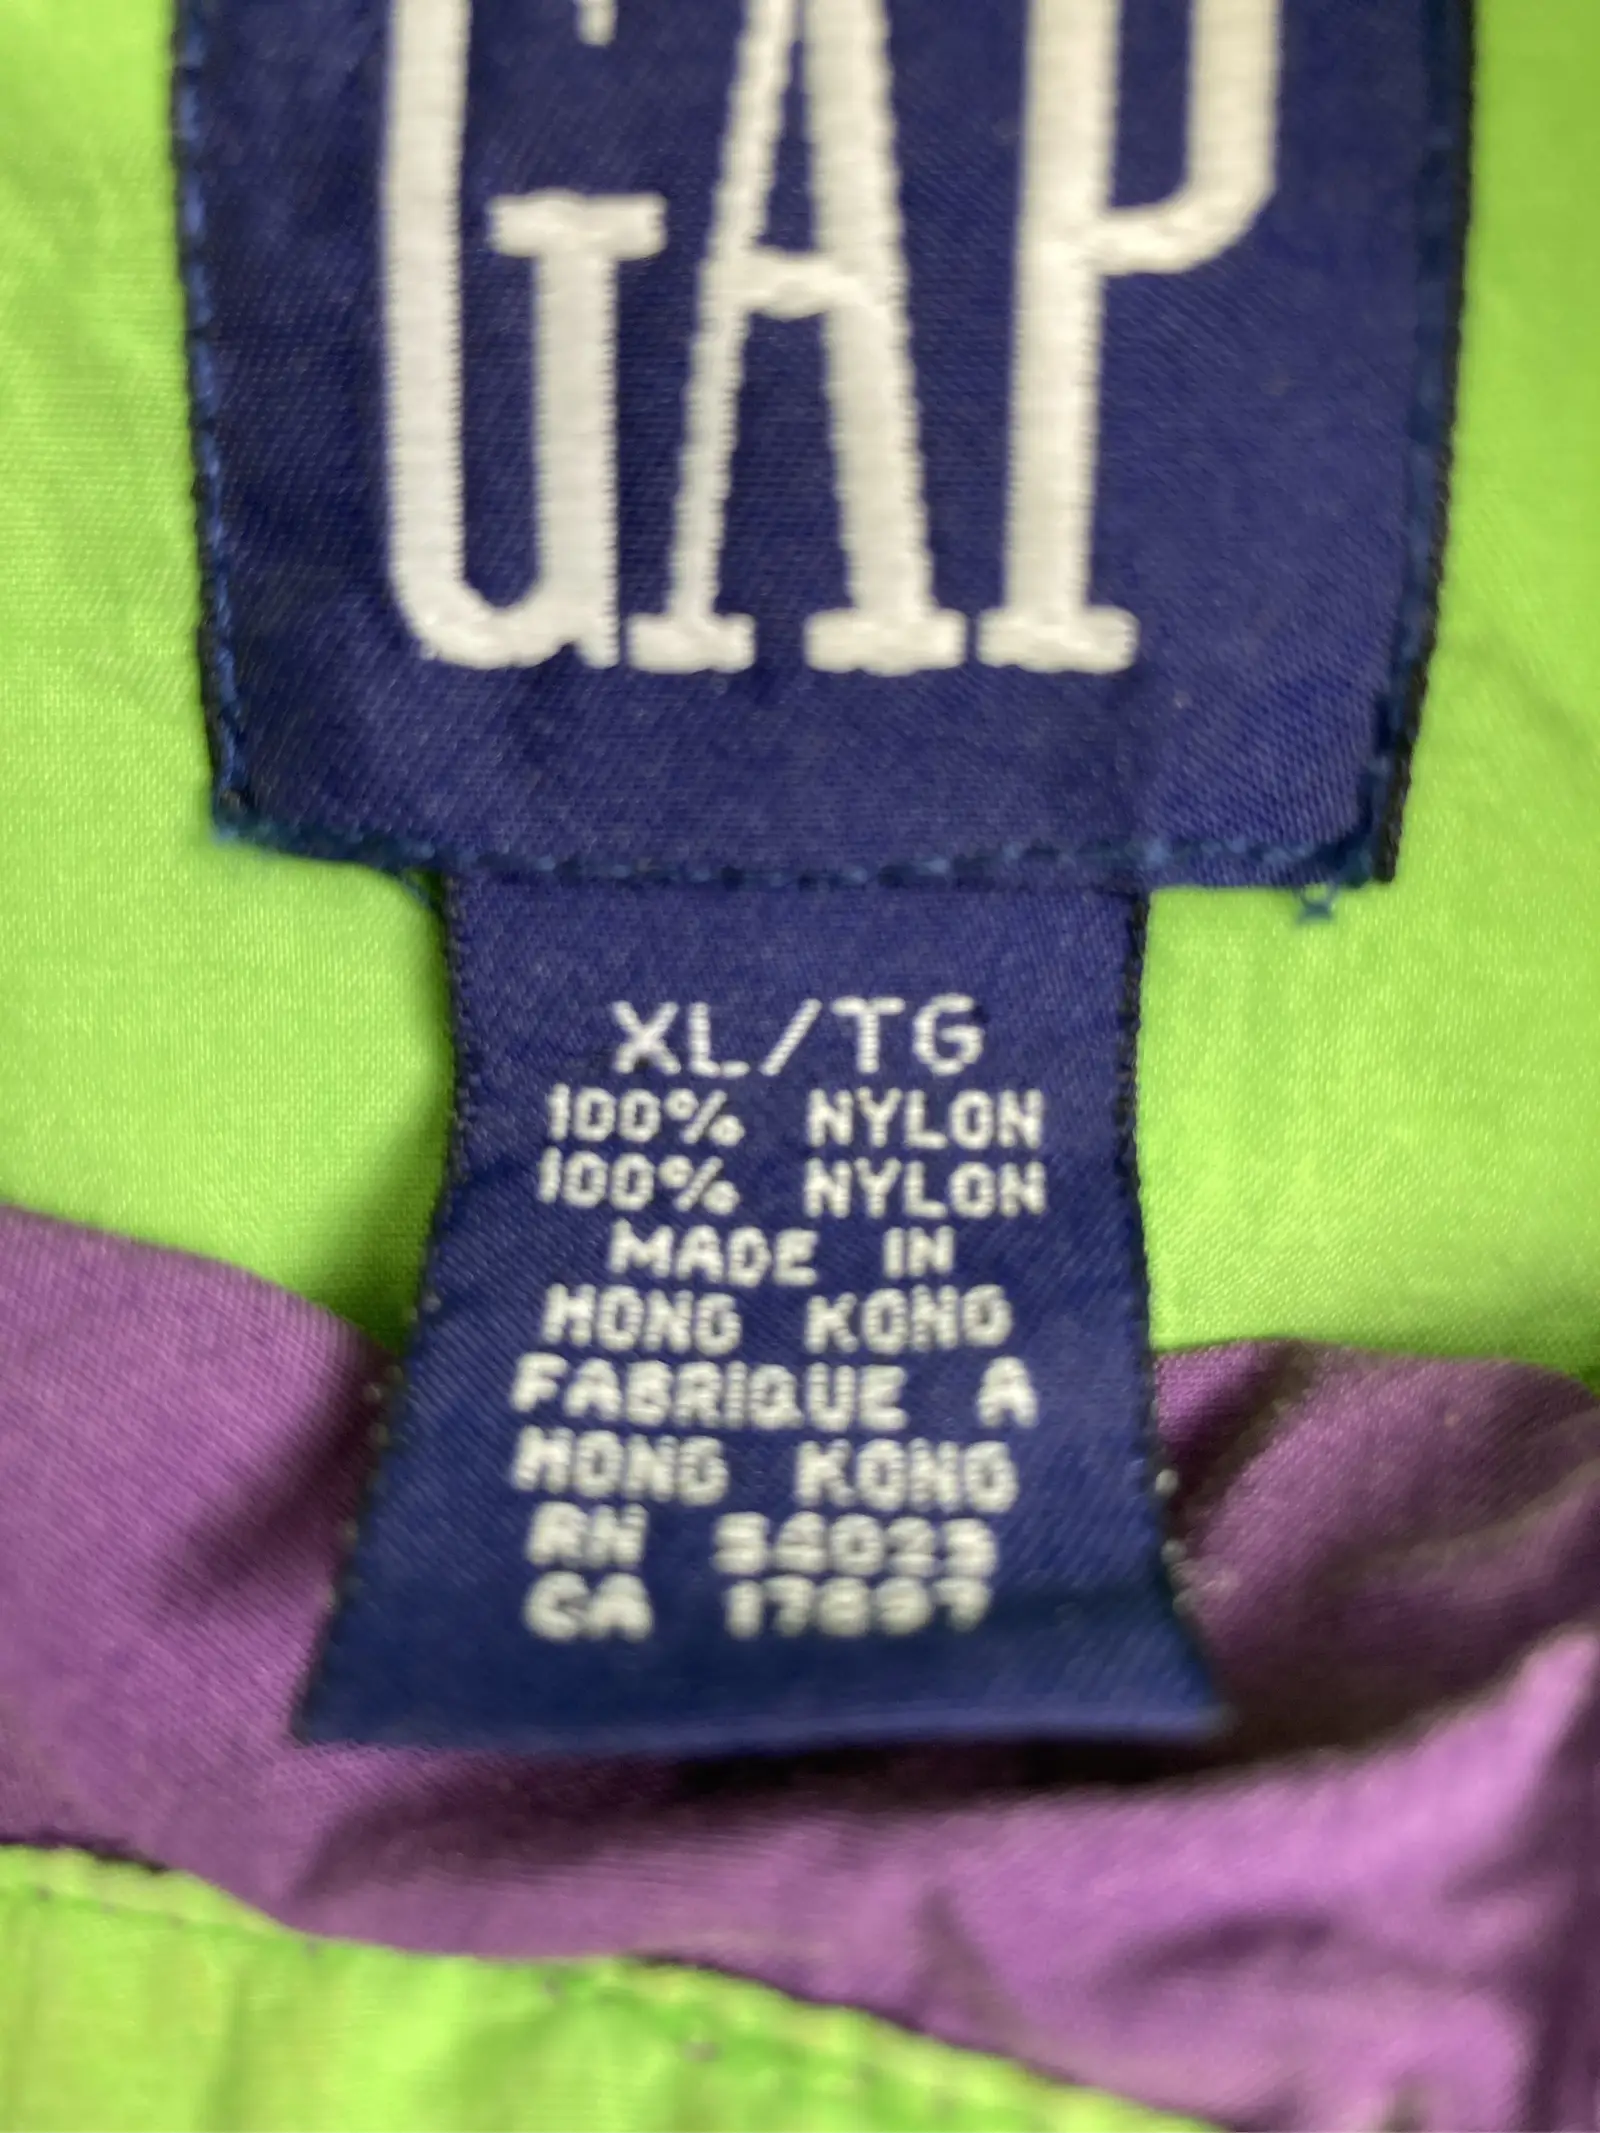 GAP
XL/TG
100% NYLON
100% NYLON
MADE IN
HONG KONG
FABRIQUE A
HONG KONG
RN 54023
CA 17897